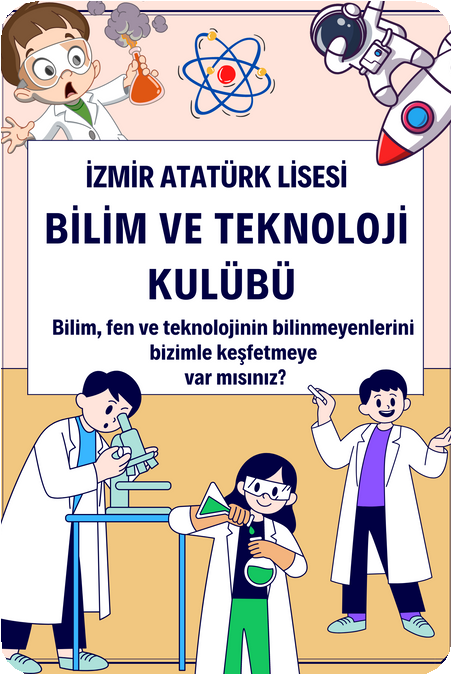 İZMİR ATATÜRK LİSESİ
BİLİM VE TEKNOLOJİ
KULÜBÜ
Bilim, fen ve teknolojinin bilinmeyenlerini
bizimle keşfetmeye
var mısınız?